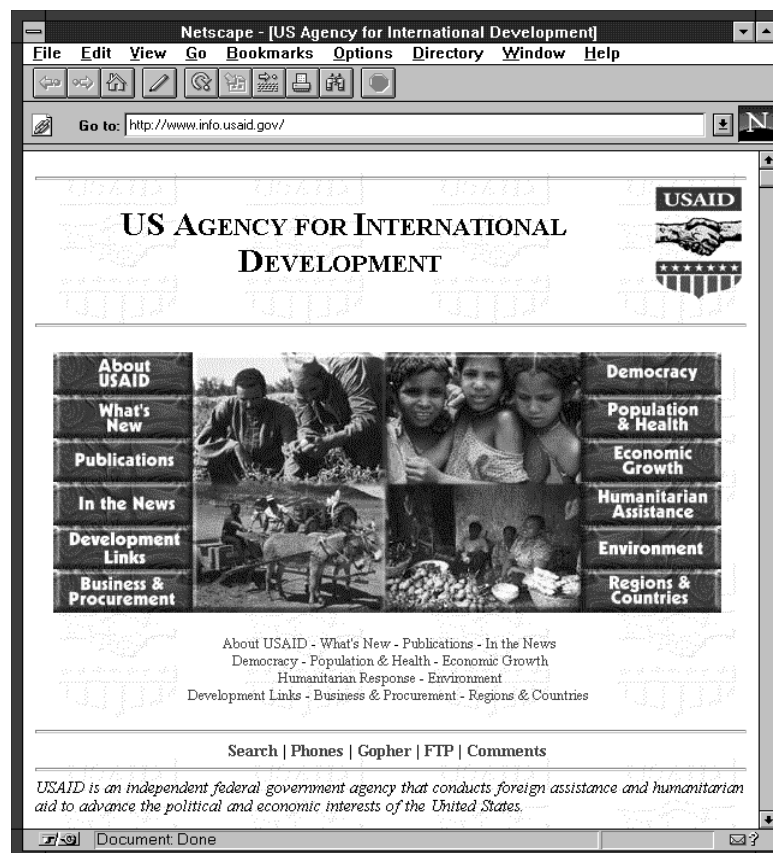 Netscape - [US Agency for International Development]
File Edit View Go Bookmarks Options Directory Window Help
Go to: http://www.info.usaid.gov/
N
USAID
US AGENCY FOR INTERNATIONAL
DEVELOPMENT
About
USAID
What's
New
Publications
In the News
Development
Links
Business &
Procurement
Democracy
Population
& Health
Economic
Growth
Humanitarian
Assistance
Environment
Regions &
Countries
About USAID - What's New - Publications - In the News
Democracy - Population & Health - Economic Growth
Humanitarian Response - Environment
Development Links - Business & Procurement - Regions & Countries
Search | Phones | Gopher | FTP | Comments
USAID is an independent federal government agency that conducts foreign assistance and humanitarian
aid to advance the political and economic interests of the United States.
Document: Done
?